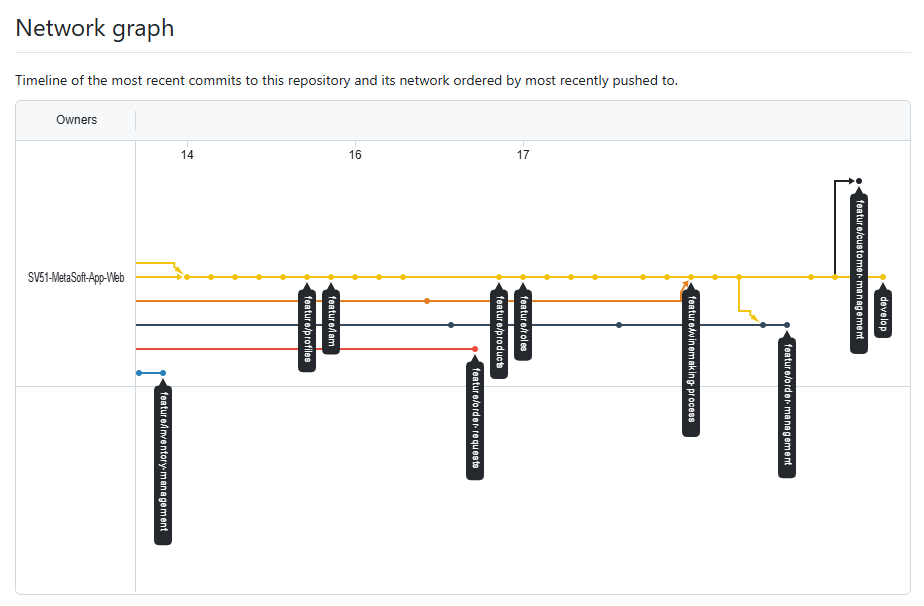 Network graph
Timeline of the most recent commits to this repository and its network ordered by most recently pushed to.
Owners
14
16
17
SV51-MetaSoft-App-Web
feature/customer-management
develop
feature/profiles
feature/iam
feature/products
feature/roles
feature/winemaking-process
feature/order-management
feature/order-requests
feature/inventory-management